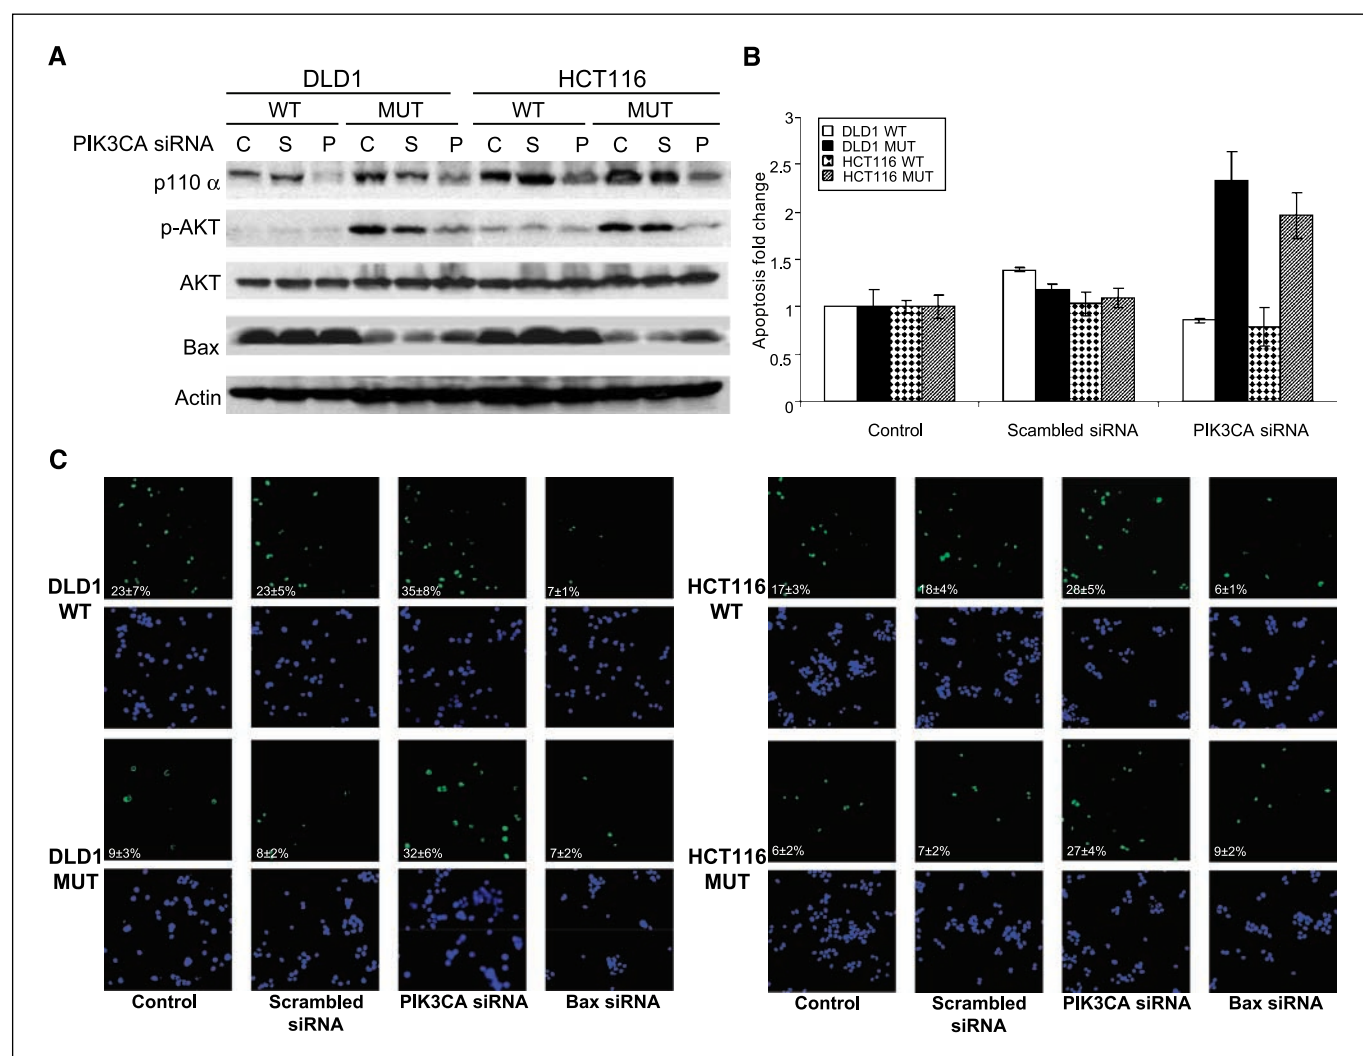 A
DLD1 HCT116
WT MUT WT MUT
PIK3CA siRNA C S P C S P C S P C S P
p110 α
p-AKT
AKT
Bax
Actin
B
Apoptosis fold change
3
2.5
2
1.5
1
0.5
0
DLD1 WT
DLD1 MUT
HCT116 WT
HCT116 MUT
Control Scambled siRNA PIK3CA siRNA
C
DLD1
WT
23±7% 23±5% 35±8% 7±1%
DLD1
MUT
9±3% 8±2% 32±6% 7±2%
Control Scrambled siRNA PIK3CA siRNA Bax siRNA
HCT116
WT
17±3% 18±4% 28±5% 6±1%
HCT116
MUT
6±2% 7±2% 27±4% 9±2%
Control Scrambled siRNA PIK3CA siRNA Bax siRNA